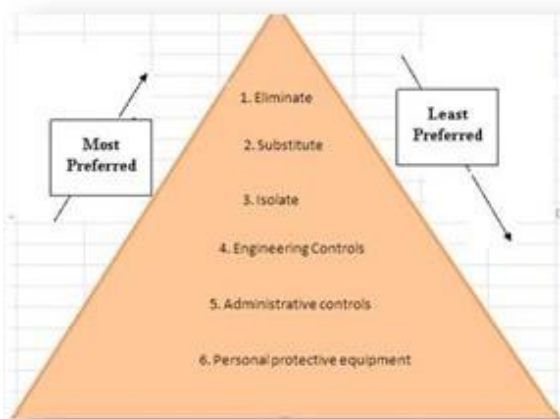 1. Eliminate
2. Substitute
3. Isolate
4. Engineering Controls
5. Administrative controls
6. Personal protective equipment
Most
Preferred
Least
Preferred